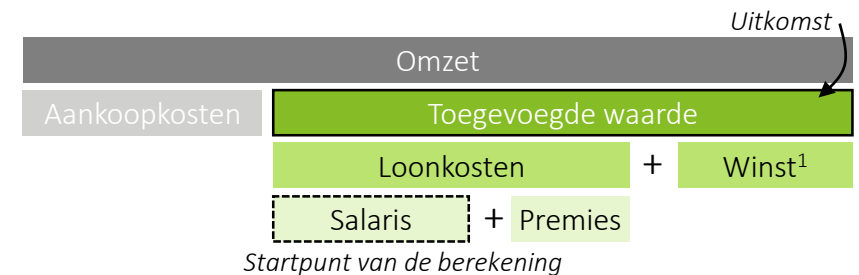 Uitkomst
Omzet
Aankoopkosten Toegevoegde waarde
Loonkosten + Winst¹
Salaris + Premies
Startpunt van de berekening